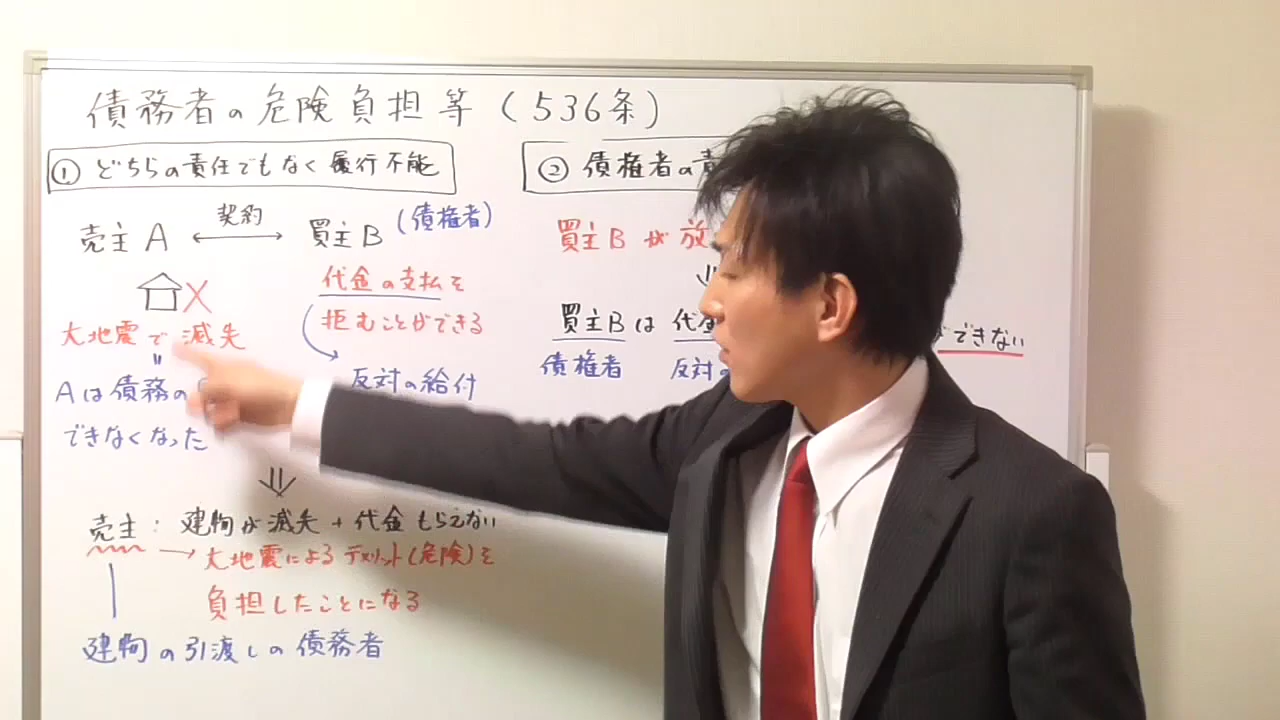 債務者の危険負担等(536条)
① どちらの責任でもなく履行不能
売主A
契約
買主B
(債権者)
代金の支払を
拒むことができる
反対の給付
大地震で滅失
Aは債務の
できなくなった
売主: 建物が滅失+代金もらえない
→大地震によるデメリット(危険)を
負担したことになる
建物の引渡しの債務者
② 債権者の責
買主Bが放
買主Bは代金
できない
債権者
反対の